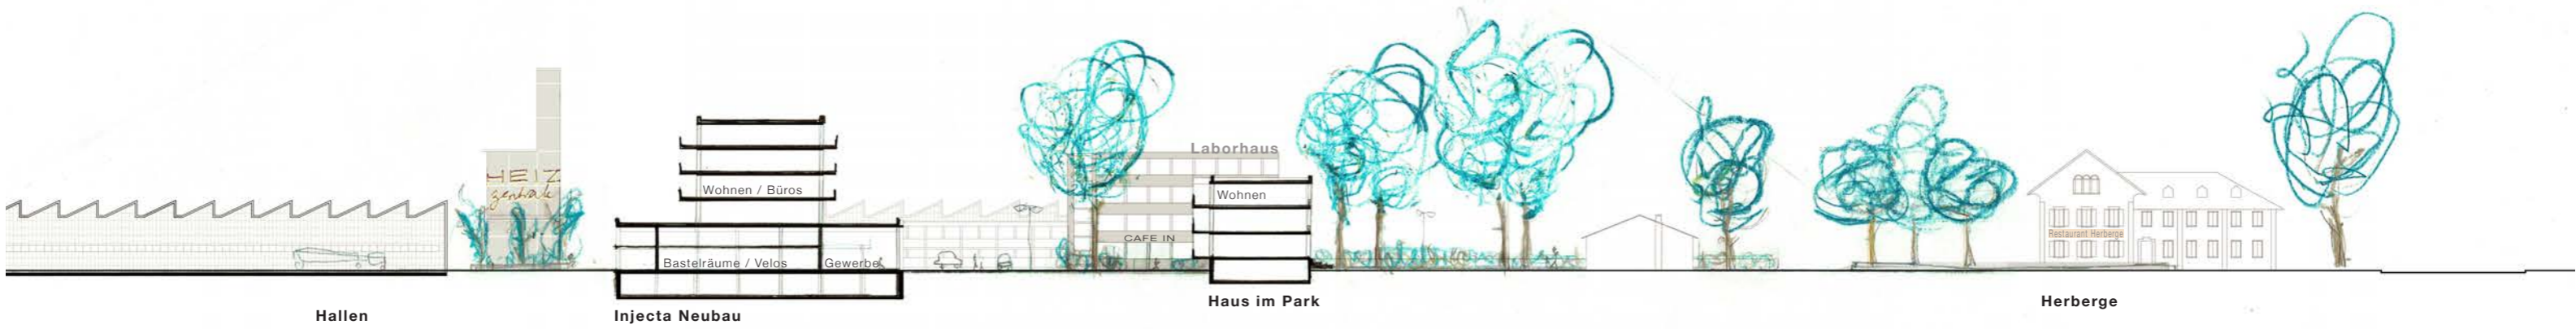 HEIZ
zentrale
Wohnen / Büros
Bastelräume / Velos
Gewerbe
Laborhaus
Wohnen
CAFE IN
Restaurant Herberge
Hallen
Injecta Neubau
Haus im Park
Herberge